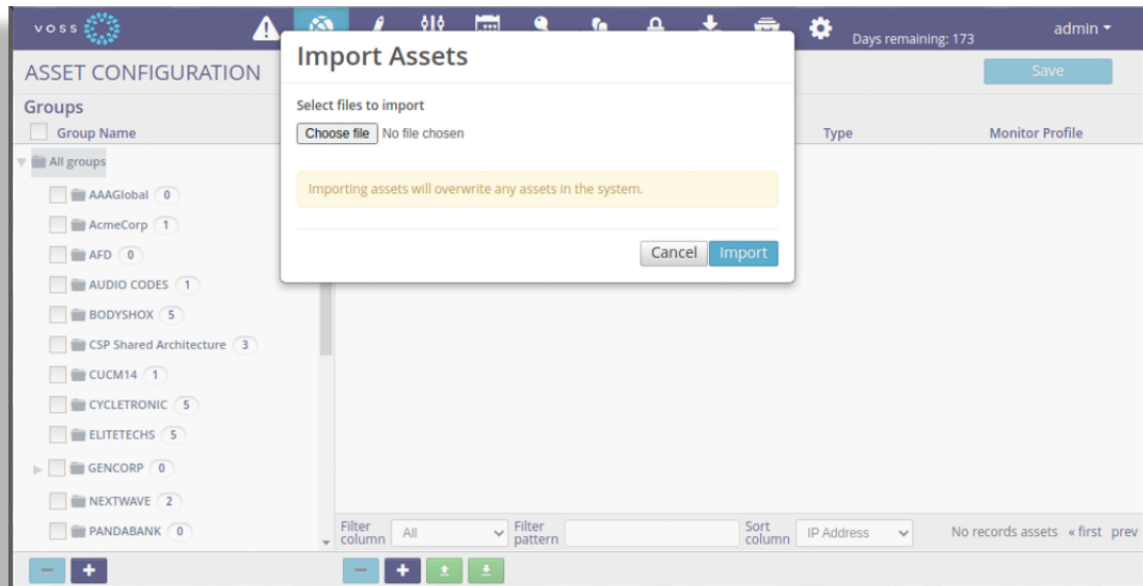 VOSS
Days remaining: 173
admin
ASSET CONFIGURATION
Save
Import Assets
Select files to import
Choose file No file chosen
Importing assets will overwrite any assets in the system.
Cancel Import
Groups
Group Name
Type Monitor Profile
All groups
AAAGlobal 0
AcmeCorp 1
AFD 0
AUDIO CODES 1
BODYSHOX 5
CSP Shared Architecture 3
CUCM14 1
CYCLETRONIC 5
ELITETECHS 5
GENCORP 0
NEXTWAVE 2
PANDABANK 0
Filter column All Filter pattern Sort column IP Address No records assets « first prev